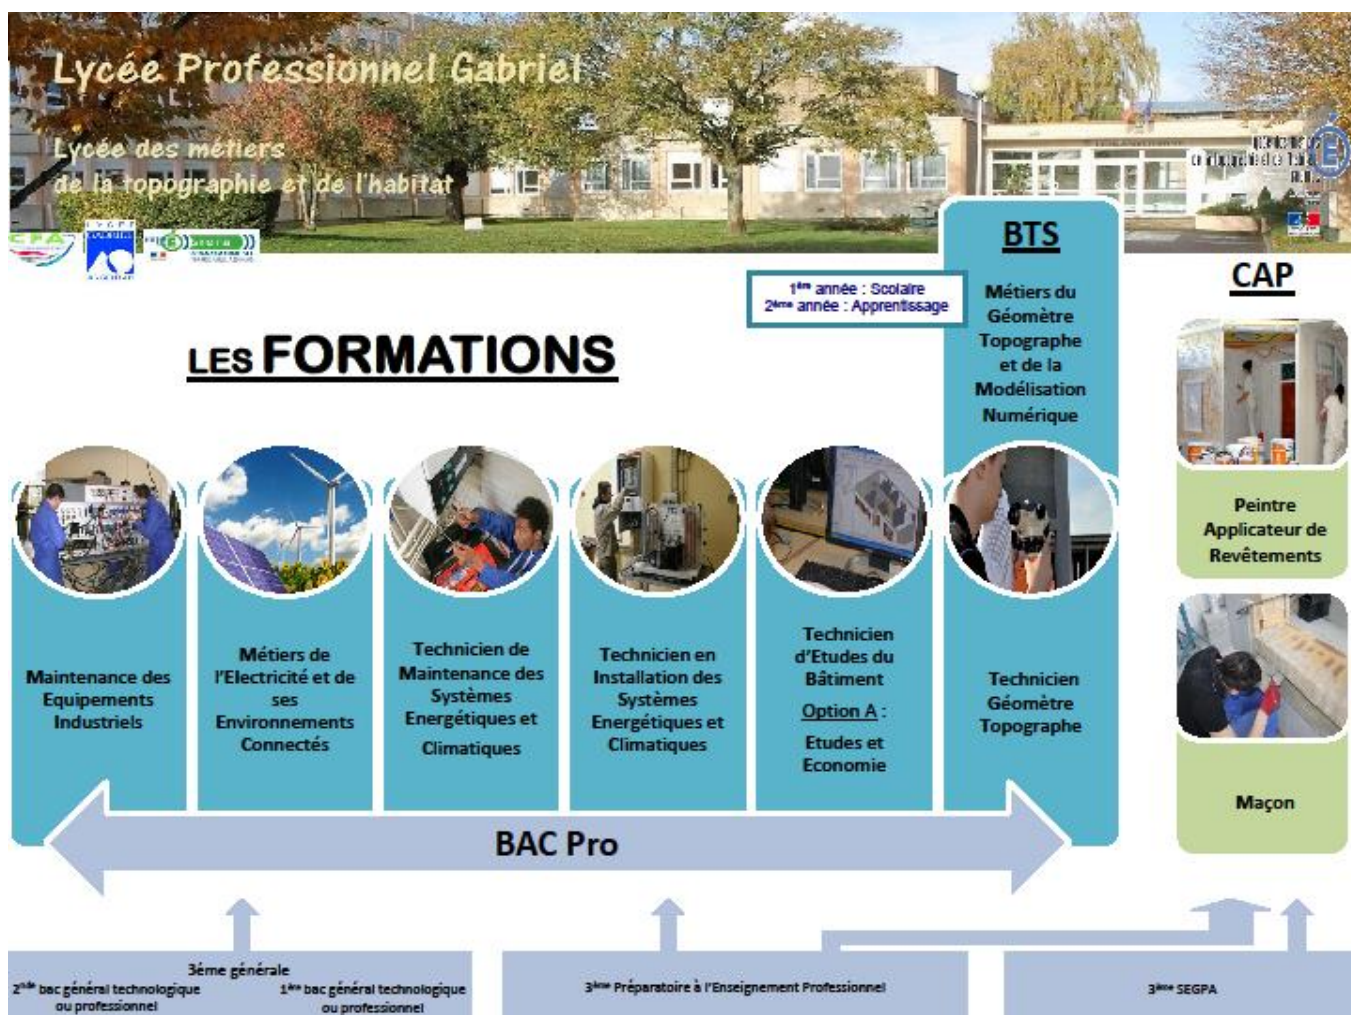 Lycée Professionnel Gabriel
Lycée des métiers
de la topographie et de l'habitat
CFA
LYCEE
BTS
CAP
1ère année : Scolaire
2ème année : Apprentissage
Métiers du
Géomètre
Topographe
et de la
Modélisation
Numérique
LES FORMATIONS
Peintre
Applicateur de
Revêtements
Maintenance des
Equipements
Industriels
Métiers de
l'Electricité et de
ses
Environnements
Connectés
Technicien de
Maintenance des
Systèmes
Energétiques et
Climatiques
Technicien en
Installation des
Systèmes
Energétiques et
Climatiques
Technicien
d'Etudes du
Bâtiment
Option A :
Etudes et
Economie
Technicien
Géomètre
Topographe
Maçon
BAC Pro
3éme générale
2nde bac général technologique
ou professionnel
1ère bac général technologique
ou professionnel
3ème Préparatoire à l'Enseignement Professionnel
3ème SEGPA